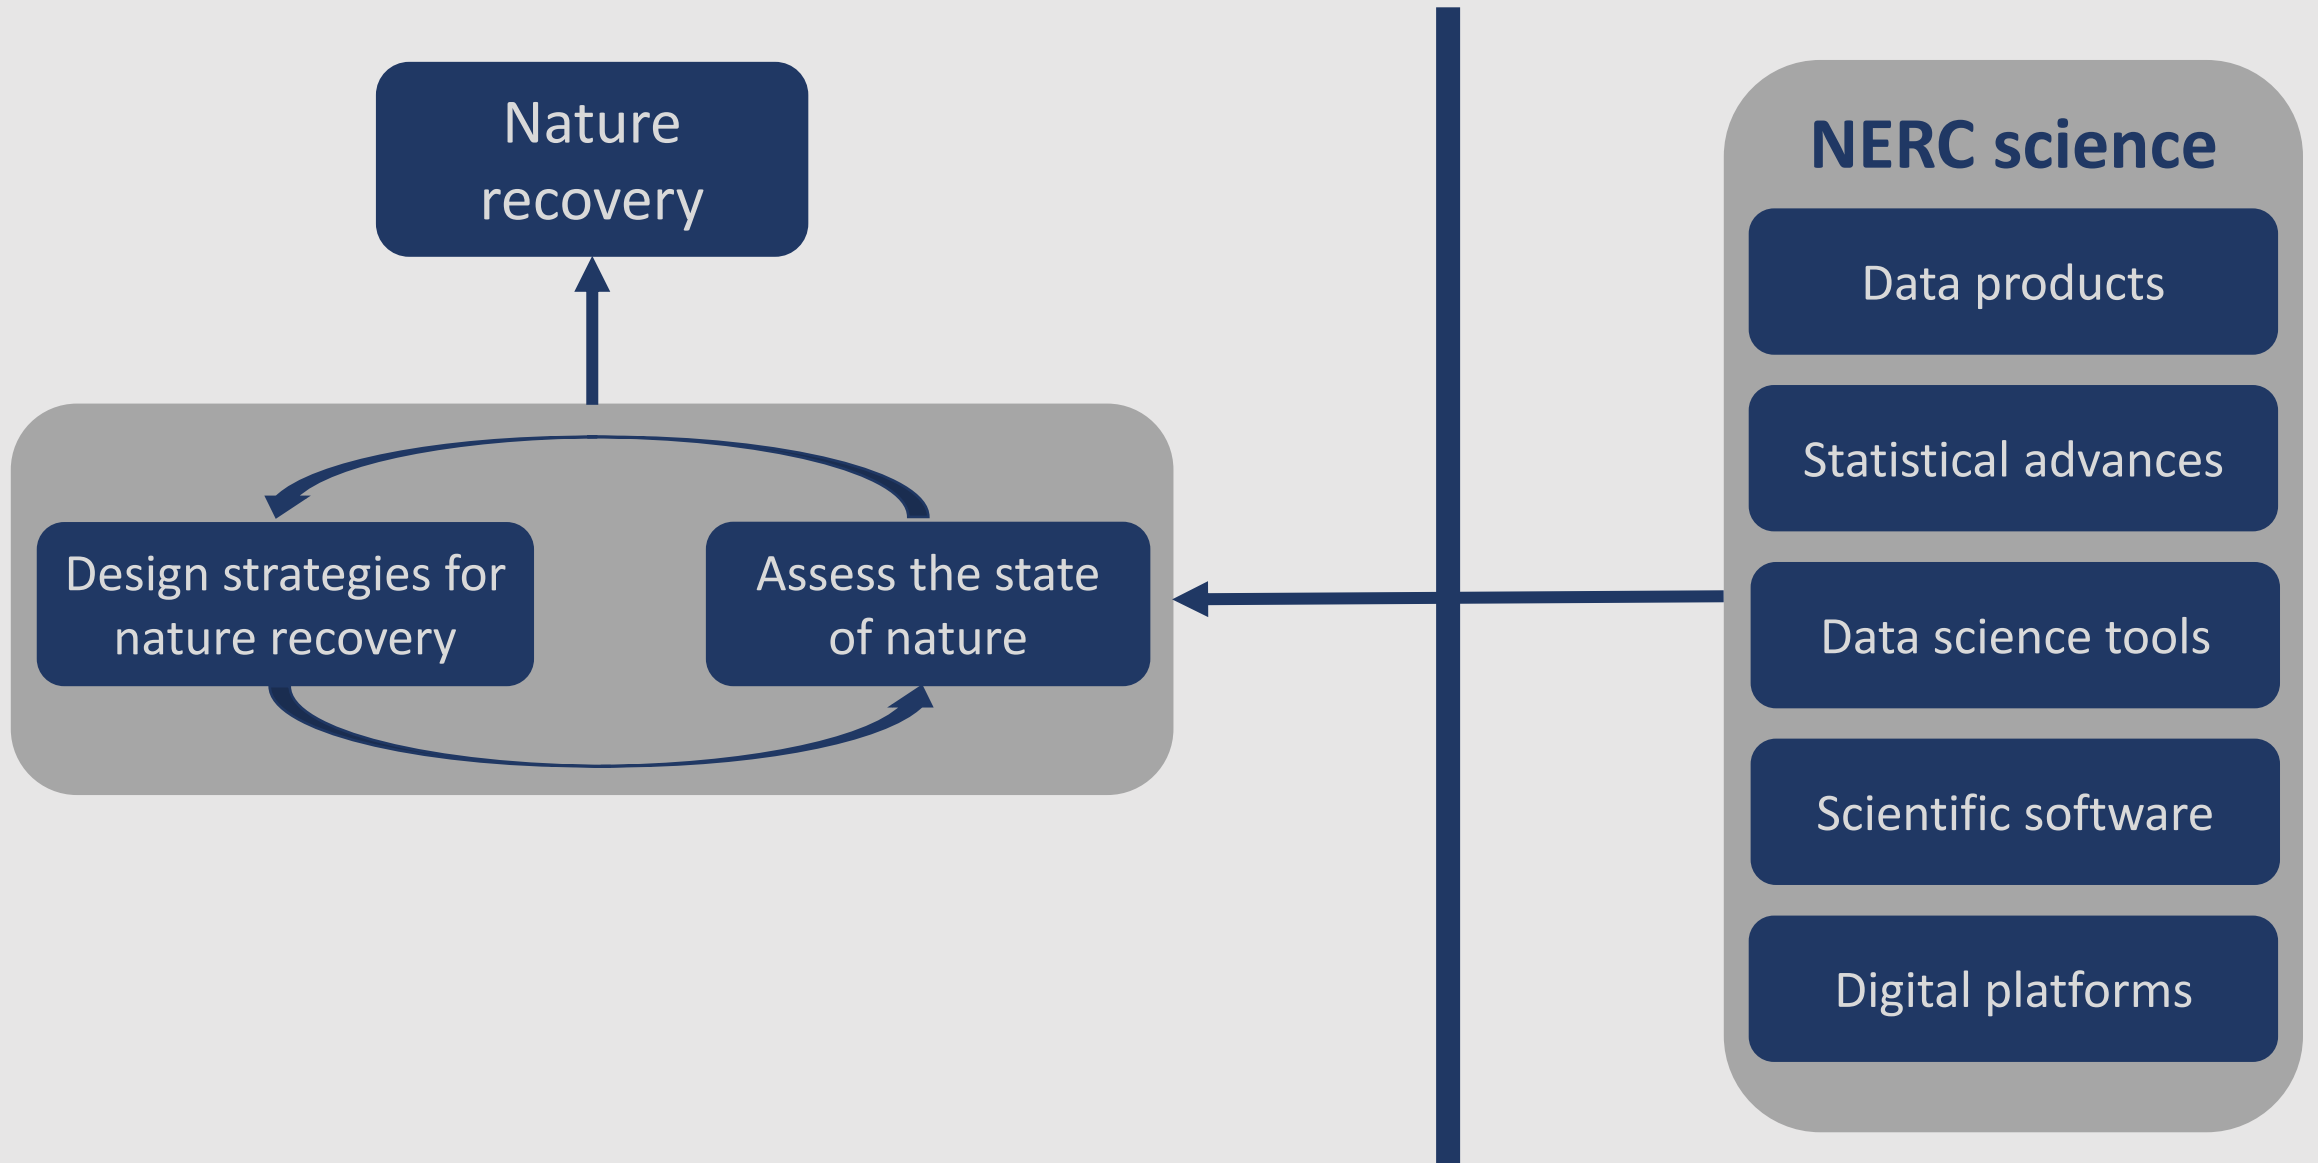 Nature
recovery
Design strategies for
nature recovery
Assess the state
of nature
NERC science
Data products
Statistical advances
Data science tools
Scientific software
Digital platforms